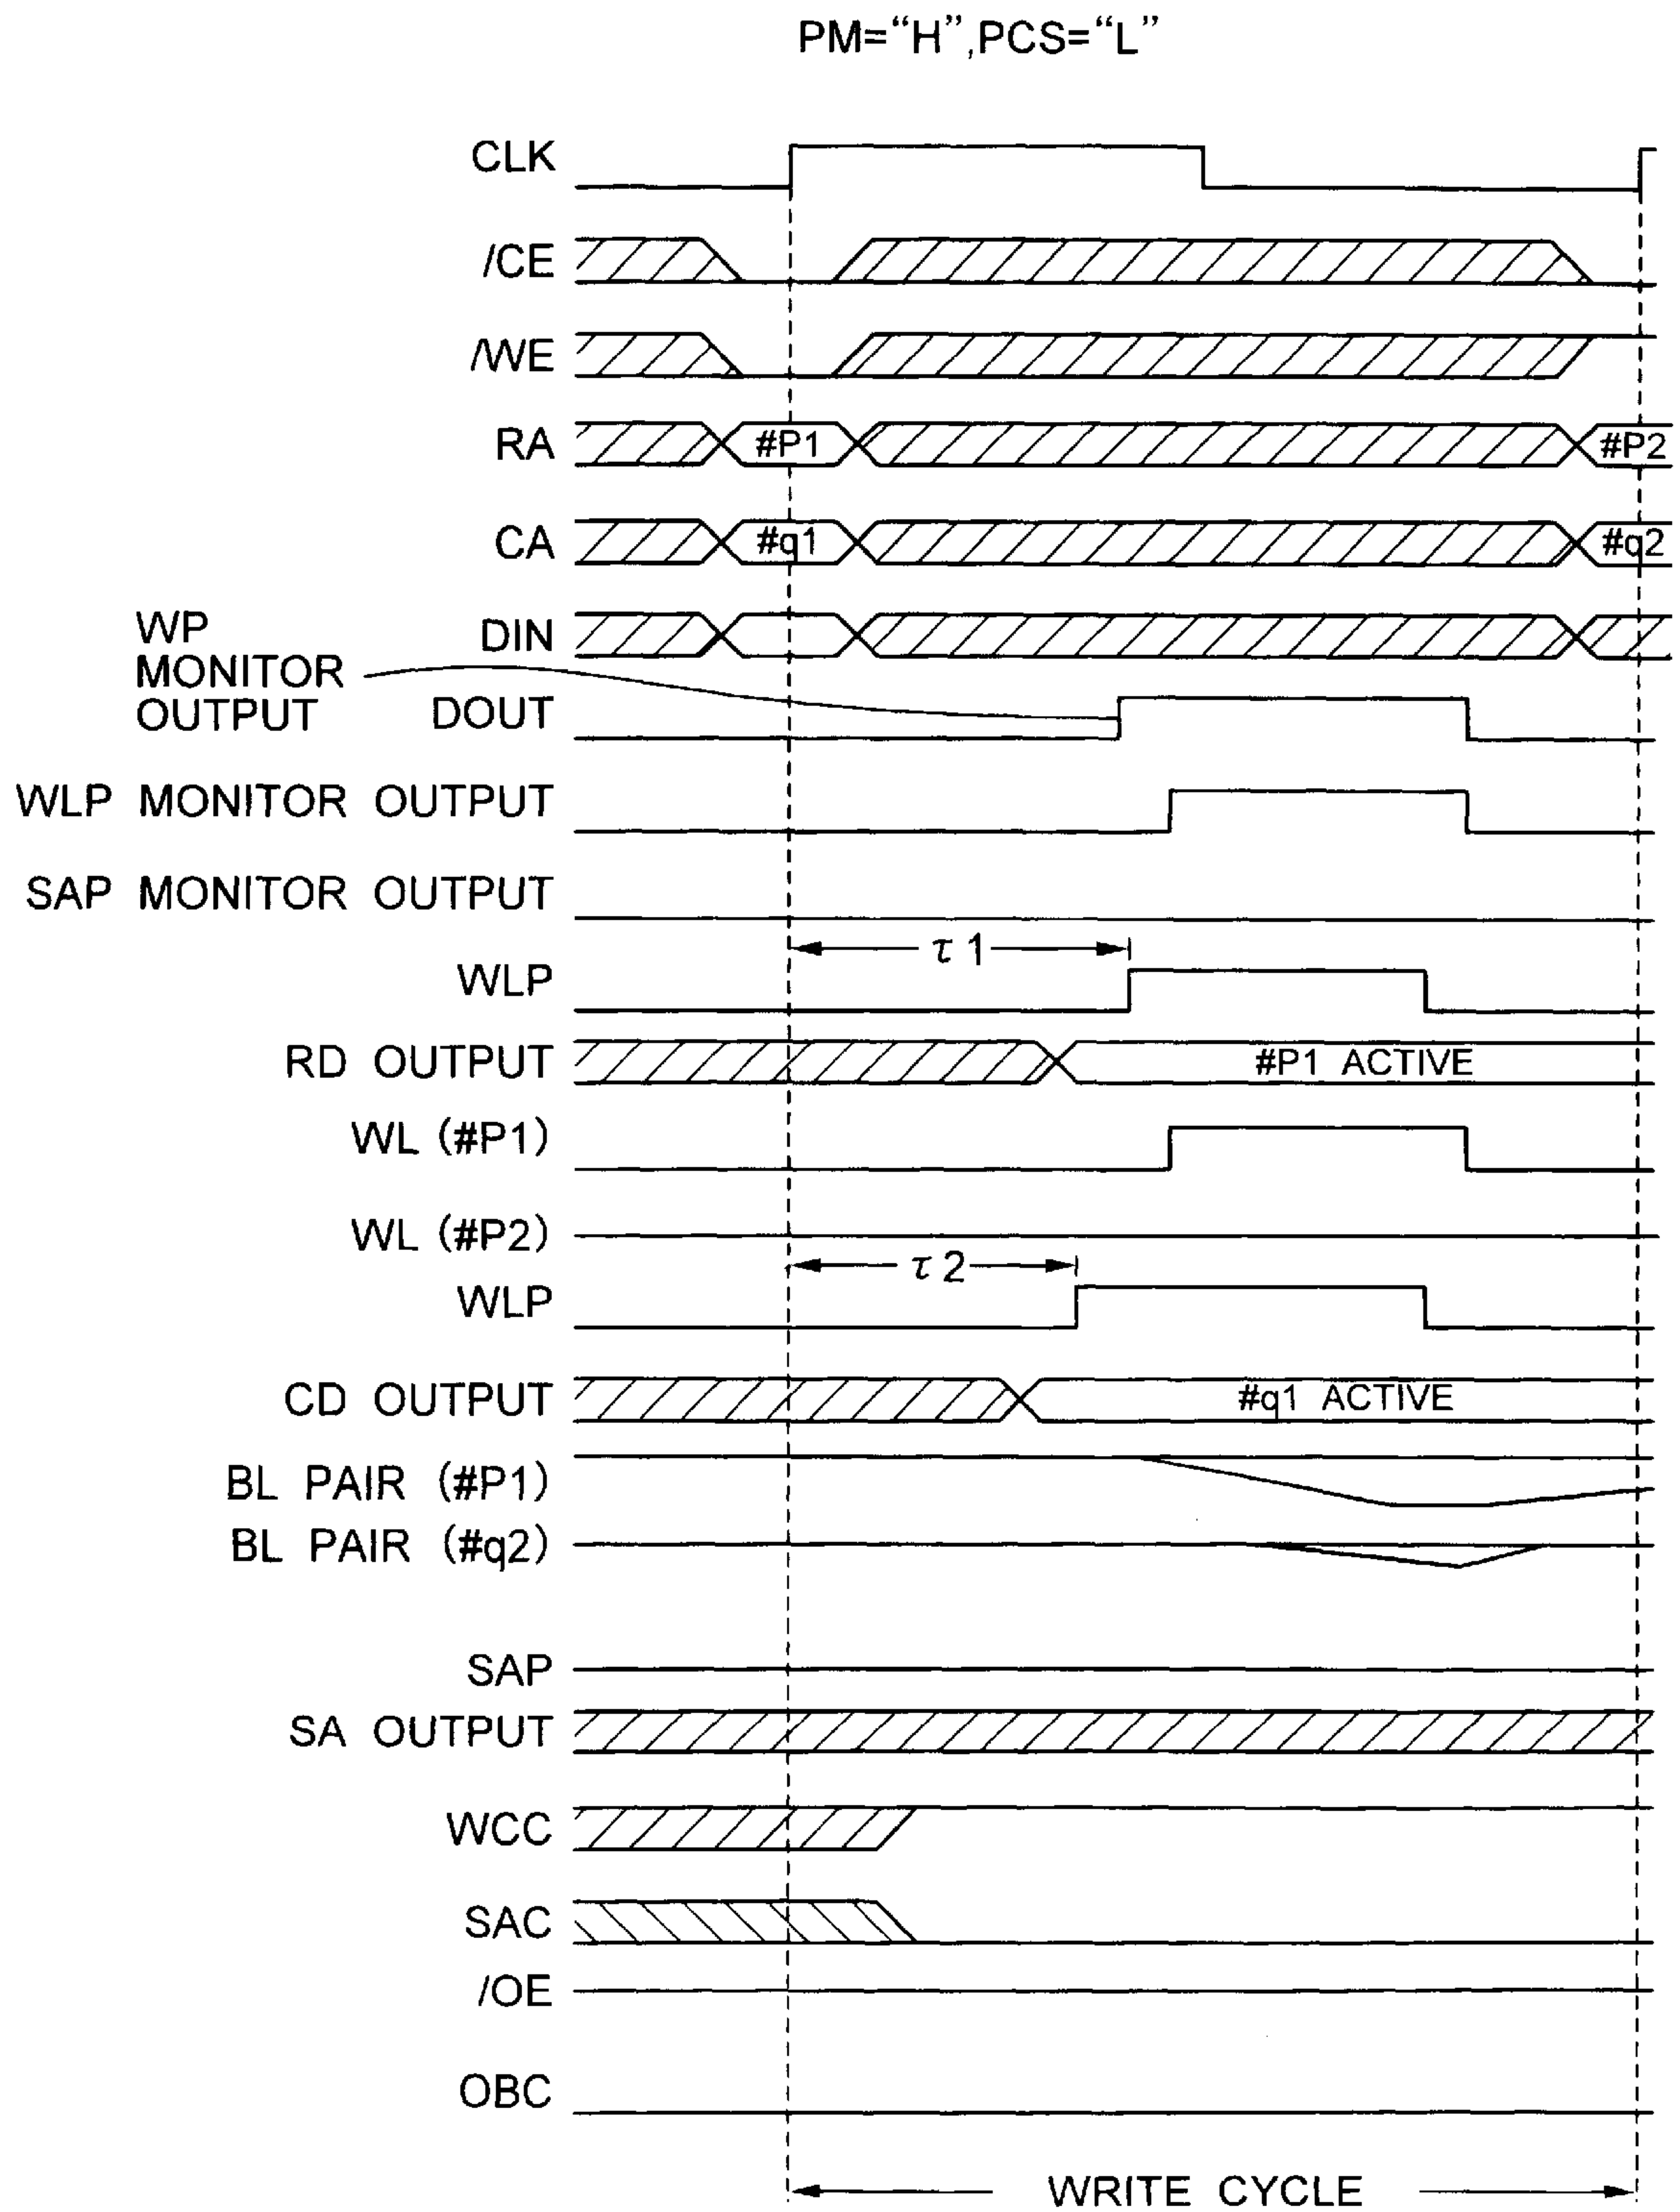 PM=“H”,PCS=“L”
CLK
/CE
/WE
RA #P1 #P2
CA #q1 #q2
WP
MONITOR
OUTPUT
DIN
DOUT
WLP MONITOR OUTPUT
SAP MONITOR OUTPUT
τ1
WLP
RD OUTPUT #P1 ACTIVE
WL (#P1)
WL (#P2)
τ2
WLP
CD OUTPUT #q1 ACTIVE
BL PAIR (#P1)
BL PAIR (#q2)
SAP
SA OUTPUT
WCC
SAC
/OE
OBC
WRITE CYCLE